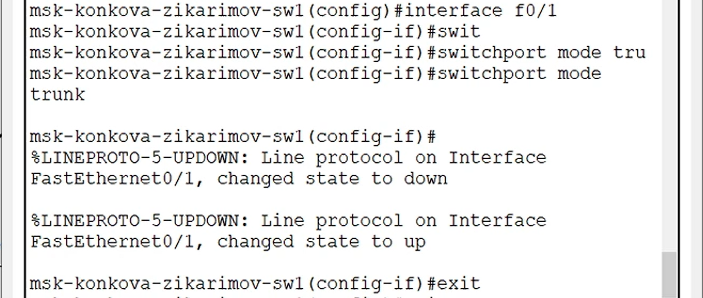 msk-konkova-zikarimov-sw1(config)#interface f0/1
msk-konkova-zikarimov-sw1(config-if)#swit
msk-konkova-zikarimov-sw1(config-if)#switchport mode tru
msk-konkova-zikarimov-sw1(config-if)#switchport mode
trunk
msk-konkova-zikarimov-sw1(config-if)#
%LINEPROTO-5-UPDOWN: Line protocol on Interface
FastEthernet0/1, changed state to down
%LINEPROTO-5-UPDOWN: Line protocol on Interface
FastEthernet0/1, changed state to up
msk-konkova-zikarimov-sw1(config-if)#exit